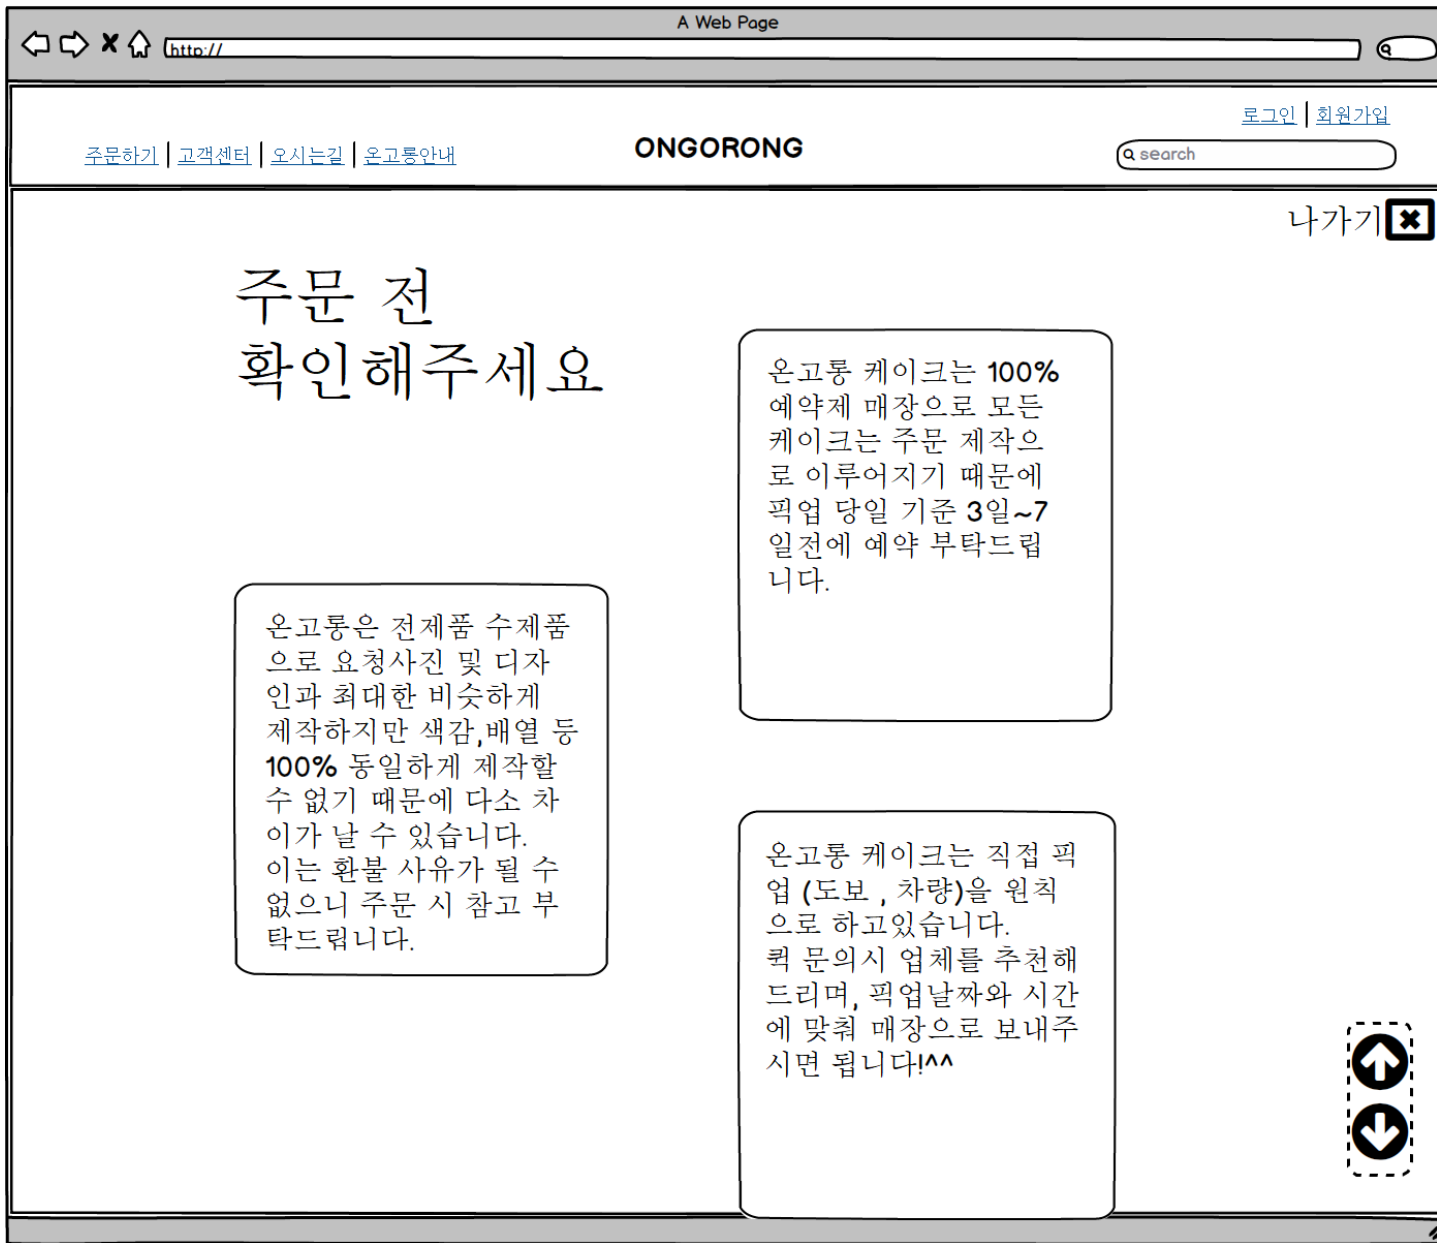 A Web Page
http://
로그인 | 회원가입
주문하기 | 고객센터 | 오시는길 | 온고롱안내
ONGORONG
search
나가기
주문 전
확인해주세요
온고롱 케이크는 100%
예약제 매장으로 모든
케이크는 주문 제작으
로 이루어지기 때문에
픽업 당일 기준 3일~7
일전에 예약 부탁드립
니다.
온고롱은 전제품 수제품
으로 요청사진 및 디자
인과 최대한 비슷하게
제작하지만 색감,배열 등
100% 동일하게 제작할
수 없기 때문에 다소 차
이가 날 수 있습니다.
이는 환불 사유가 될 수
없으니 주문 시 참고 부
탁드립니다.
온고롱 케이크는 직접 픽
업 (도보 , 차량)을 원칙
으로 하고있습니다.
퀵 문의시 업체를 추천해
드리며, 픽업날짜와 시간
에 맞춰 매장으로 보내주
시면 됩니다!^^